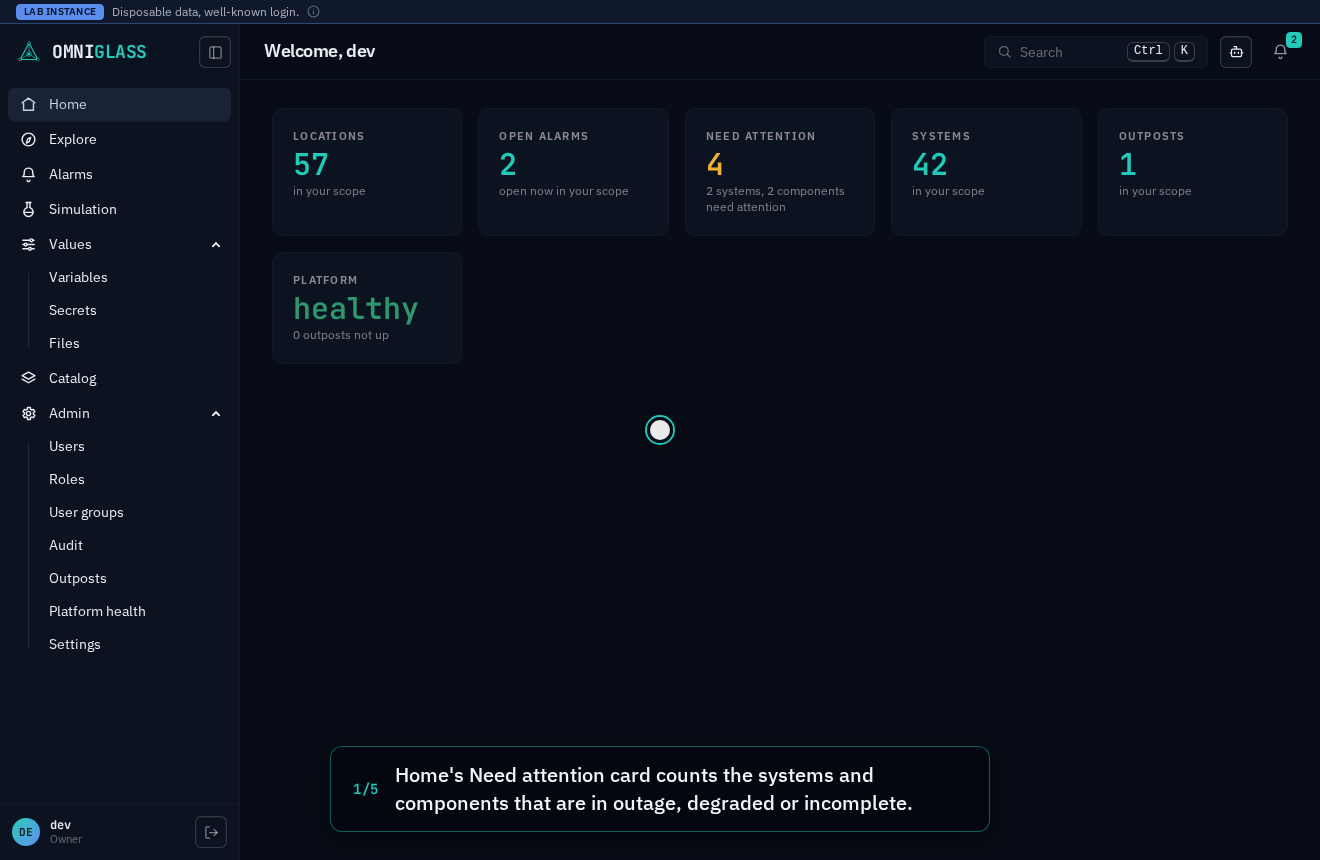 LAB INSTANCE Disposable data, well-known login.
OMNIGLASS
Welcome, dev
Search Ctrl K
2
Home
Explore
Alarms
Simulation
Values
Variables
Secrets
Files
Catalog
Admin
Users
Roles
User groups
Audit
Outposts
Platform health
Settings
DE dev
Owner
LOCATIONS
57
in your scope
OPEN ALARMS
2
open now in your scope
NEED ATTENTION
4
2 systems, 2 components
need attention
SYSTEMS
42
in your scope
OUTPOSTS
1
in your scope
PLATFORM
healthy
0 outposts not up
1/5
Home's Need attention card counts the systems and
components that are in outage, degraded or incomplete.